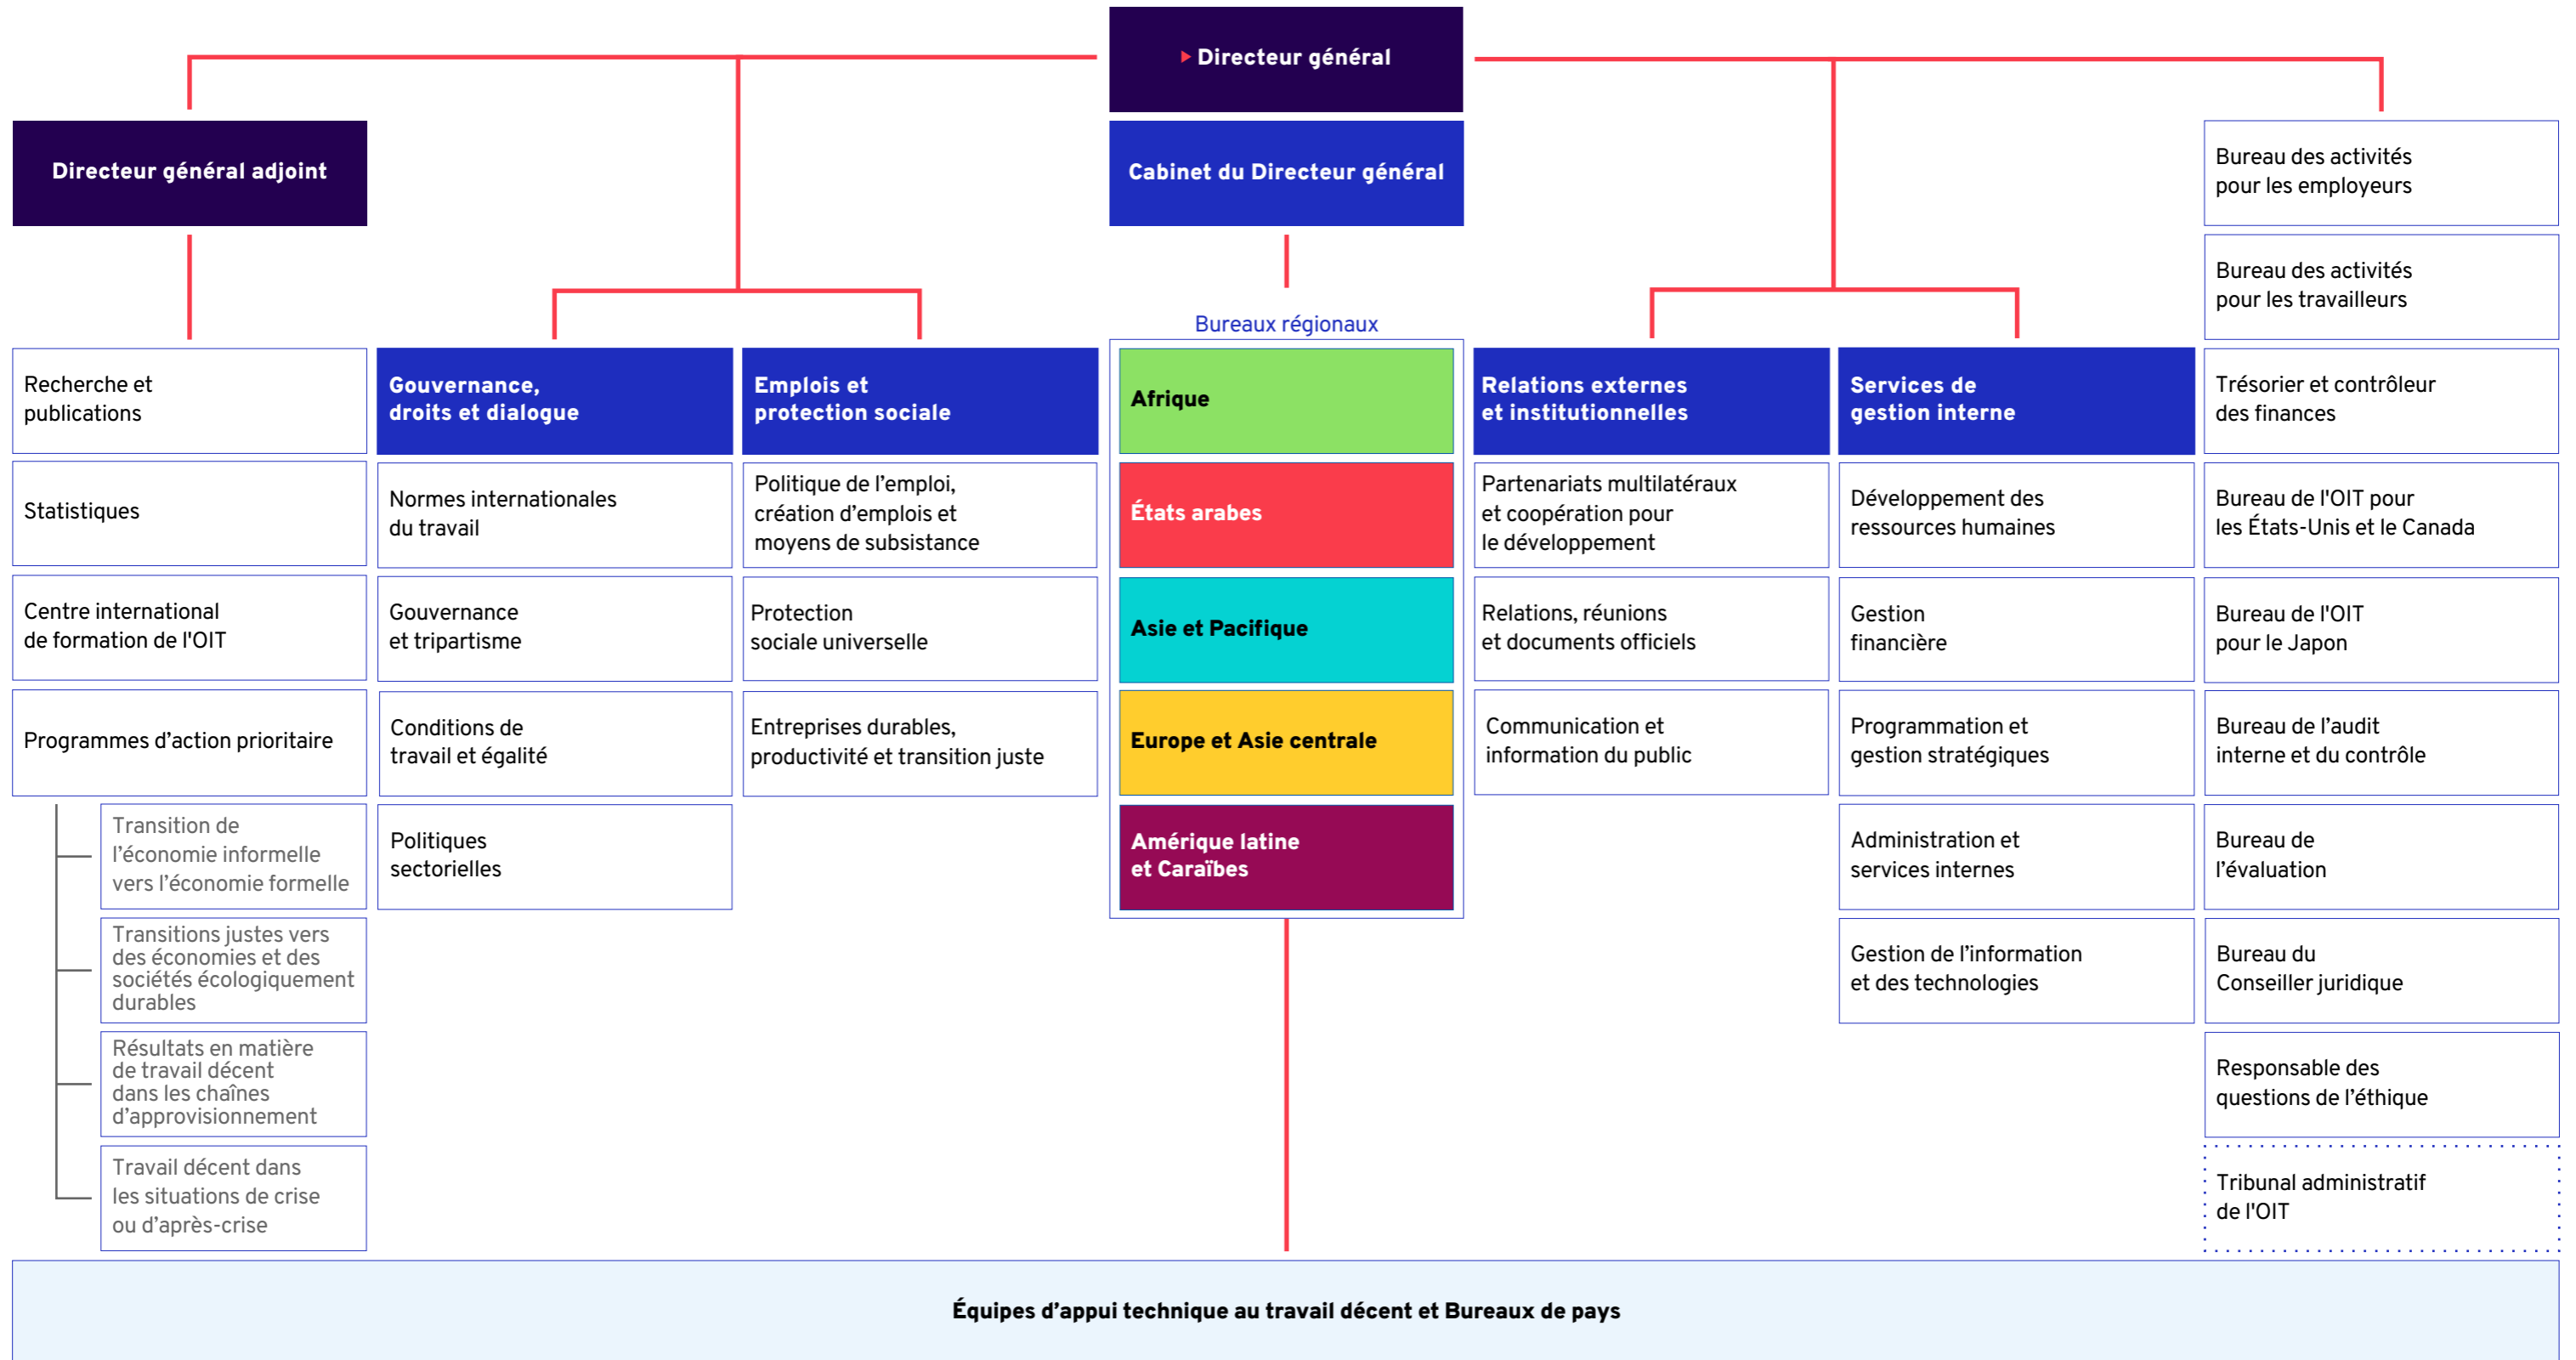 Directeur général
Directeur général adjoint
Recherche et
publications
Statistiques
Centre international
de formation de l'OIT
Programmes d’action prioritaire
Transition de
l’économie informelle
vers l’économie formelle
Transitions justes vers
des économies et des
sociétés écologiquement
durables
Résultats en matière
de travail décent
dans les chaînes
d’approvisionnement
Travail décent dans
les situations de crise
ou d’après-crise
Gouvernance,
droits et dialogue
Normes internationales
du travail
Gouvernance
et tripartisme
Conditions de
travail et égalité
Politiques
sectorielles
Emplois et
protection sociale
Politique de l’emploi,
création d’emplois et
moyens de subsistance
Protection
sociale universelle
Entreprises durables,
productivité et transition juste
Cabinet du Directeur général
Bureaux régionaux
Afrique
États arabes
Asie et Pacifique
Europe et Asie centrale
Amérique latine
et Caraïbes
Relations externes
et institutionnelles
Partenariats multilatéraux
et coopération pour
le développement
Relations, réunions
et documents officiels
Communication et
information du public
Services de
gestion interne
Développement des
ressources humaines
Gestion
financière
Programmation et
gestion stratégiques
Administration et
services internes
Gestion de l’information
et des technologies
Bureau des activités
pour les employeurs
Bureau des activités
pour les travailleurs
Trésorier et contrôleur
des finances
Bureau de l'OIT pour
les États-Unis et le Canada
Bureau de l'OIT
pour le Japon
Bureau de l’audit
interne et du contrôle
Bureau de
l’évaluation
Bureau du
Conseiller juridique
Responsable des
questions de l’éthique
Tribunal administratif
de l'OIT
Équipes d’appui technique au travail décent et Bureaux de pays